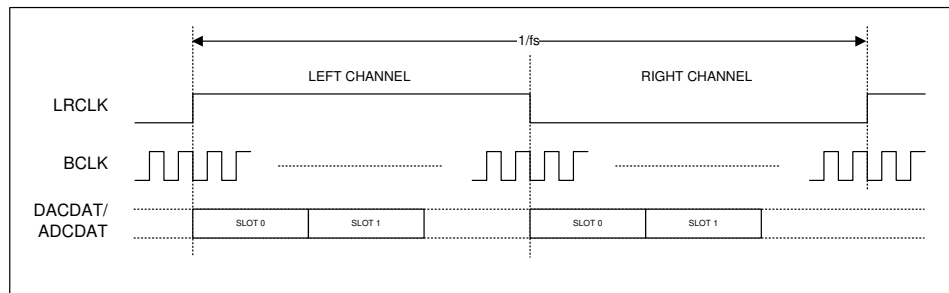 1/fs
LEFT CHANNEL RIGHT CHANNEL
LRCLK
BCLK
DACDAT/
ADCDAT
SLOT 0 SLOT 1 SLOT 0 SLOT 1